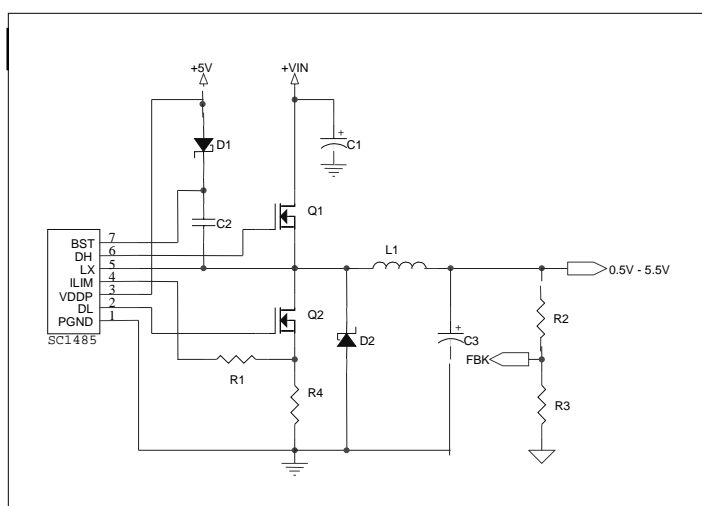 +5V
+VIN
D1
+
C1
C2
Q1
L1
BST 7
DH 6
LX 5
ILIM 4
VDDP 3
DL 2
PGND 1
SC1485
0.5V - 5.5V
Q2
D2
+
C3
R2
FBK
R1
R4
R3